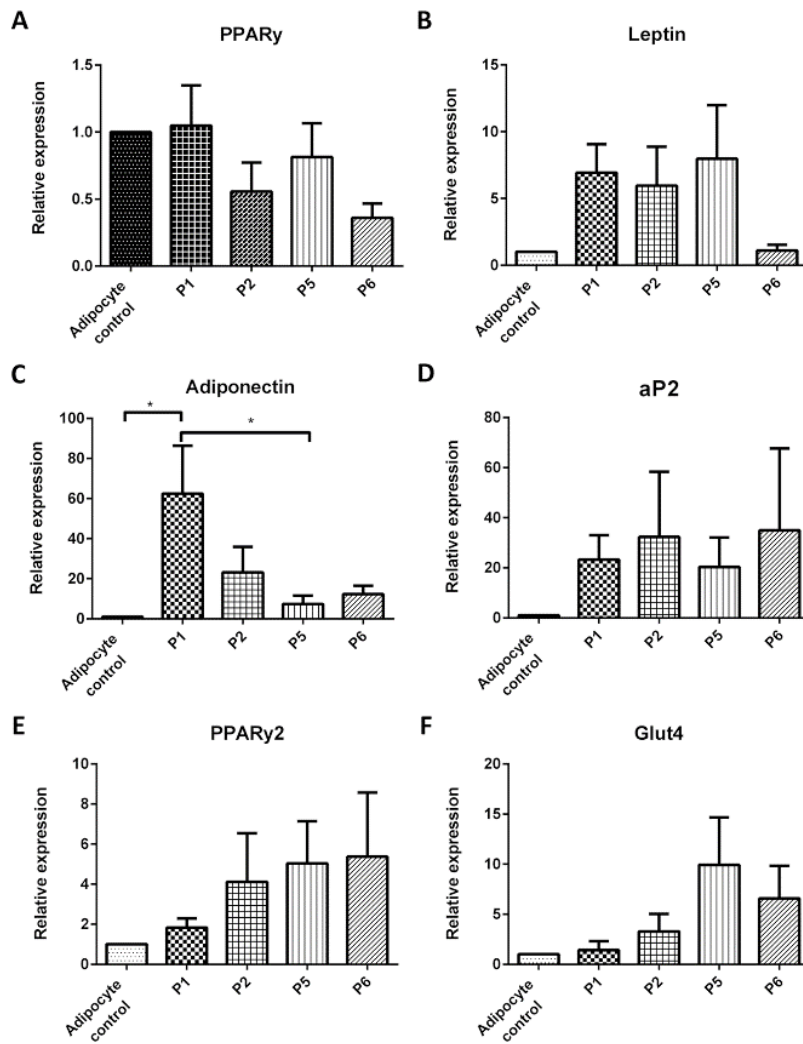 A
PPARy
Relative expression
1.5
1.0
0.5
0.0
Adipocyte
control
P1
P2
P5
P6
B
Leptin
Relative expression
15
10
5
0
Adipocyte
control
P1
P2
P5
P6
C
Adiponectin
Relative expression
100
80
60
40
20
0
*
*
Adipocyte
control
P1
P2
P5
P6
D
aP2
Relative expression
80
60
40
20
0
Adipocyte
control
P1
P2
P5
P6
E
PPARy2
Relative expression
10
8
6
4
2
0
Adipocyte
control
P1
P2
P5
P6
F
Glut4
Relative expression
20
15
10
5
0
Adipocyte
control
P1
P2
P5
P6